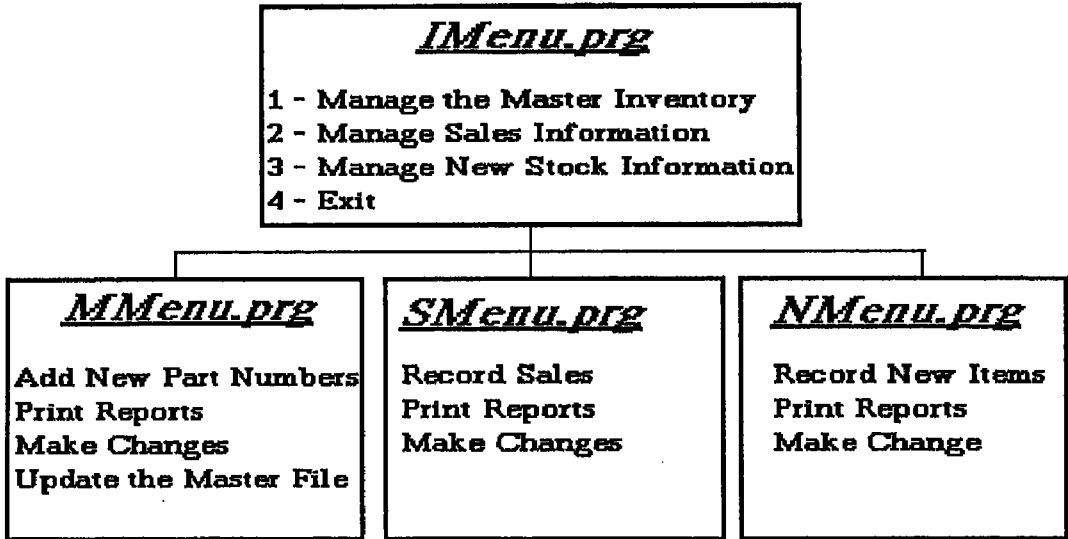 IMenu.prg
1 - Manage the Master Inventory
2 - Manage Sales Information
3 - Manage New Stock Information
4 - Exit
MMenu.prg
Add New Part Numbers
Print Reports
Make Changes
Update the Master File
SMenu.prg
Record Sales
Print Reports
Make Changes
NMenu.prg
Record New Items
Print Reports
Make Change